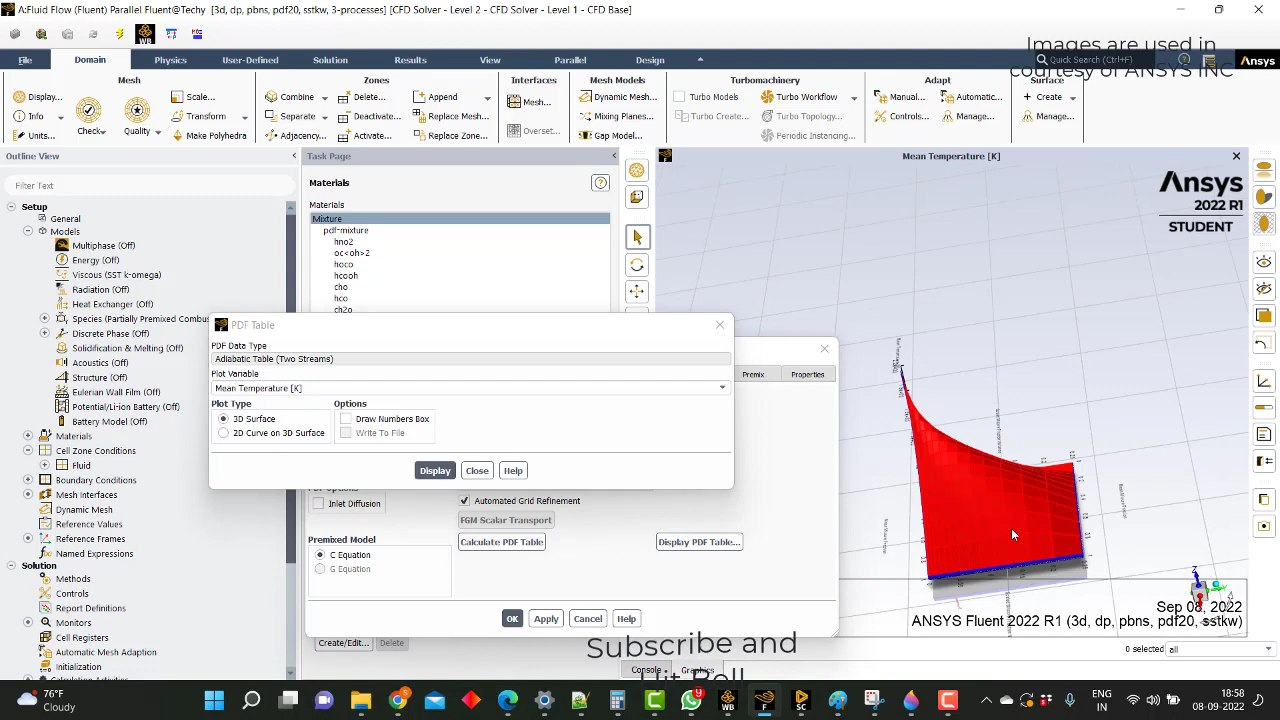 A:Fluid Flow (Fluent) Parallel Fluent@Techy [3d, dp, pbns, pdf20, sstkw, 3-processes] [CFD Solver - Level 2 - CFD Solver - Level 1 - CFD Base]
Images are used in
courtesy of ANSYS INC
File Domain Physics User-Defined Solution Results View Parallel Design Quick Search (Ctrl+F) Ansys
Mesh Zones Interfaces Mesh Models Turbomachinery Adapt Surface
Display... Scale... Combine Delete... Append Mesh... Dynamic Mesh... Turbo Models Turbo Workflow Manual... Automatic... Create
Info Check Quality Transform Separate Deactivate... Replace Mesh... Mixing Planes... Turbo Create... Turbo Topology... Controls... Manage... Manage...
Units... Make Polyhedra Adjacency... Activate... Replace Zone... Overset... Gap Model... Periodic Instancing...
Outline View
Filter Text
Setup
General
Models
Multiphase (Off)
Energy (Off)
Viscous (SST k-omega)
Radiation (Off)
Heat Exchanger (Off)
Species (Partially Premixed Combus
Discrete Phase (Off)
Solidification & Melting (Off)
Acoustics (Off)
Structure (Off)
Eulerian Wall Film (Off)
Potential/Li-ion Battery (Off)
Battery Model (Off)
Materials
Cell Zone Conditions
Fluid
Boundary Conditions
Mesh Interfaces
Dynamic Mesh
Reference Values
Reference Frames
Named Expressions
Solution
Methods
Controls
Report Definitions
Monitors
Cell Registers
Automatic Mesh Adaption
Initialization
Task Page
Materials
Materials
Mixture
pdf-mixture
hno2
oc<oh>2
hoco
hcooh
cho
hco
ch2o
PDF Table
PDF Data Type
Adiabatic Table (Two Streams)
Plot Variable
Mean Temperature [K]
Plot Type Options
3D Surface Draw Numbers Box
2D Curve on 3D Surface Write To File
Display Close Help
Premix Properties
Inlet Diffusion Automated Grid Refinement
FGM Scalar Transport
Premixed Model Calculate PDF Table Display PDF Table...
C Equation
G Equation
OK Apply Cancel Help
Create/Edit... Delete
Subscribe and
Hit Bell
Mean Temperature [K]
Ansys
2022 R1
STUDENT
Z
Sep 08, 2022
ANSYS Fluent 2022 R1 (3d, dp, pbns, pdf20, sstkw)
0 selected all
Console Graphics
76°F
Cloudy
9
ENG
IN
18:58
08-09-2022